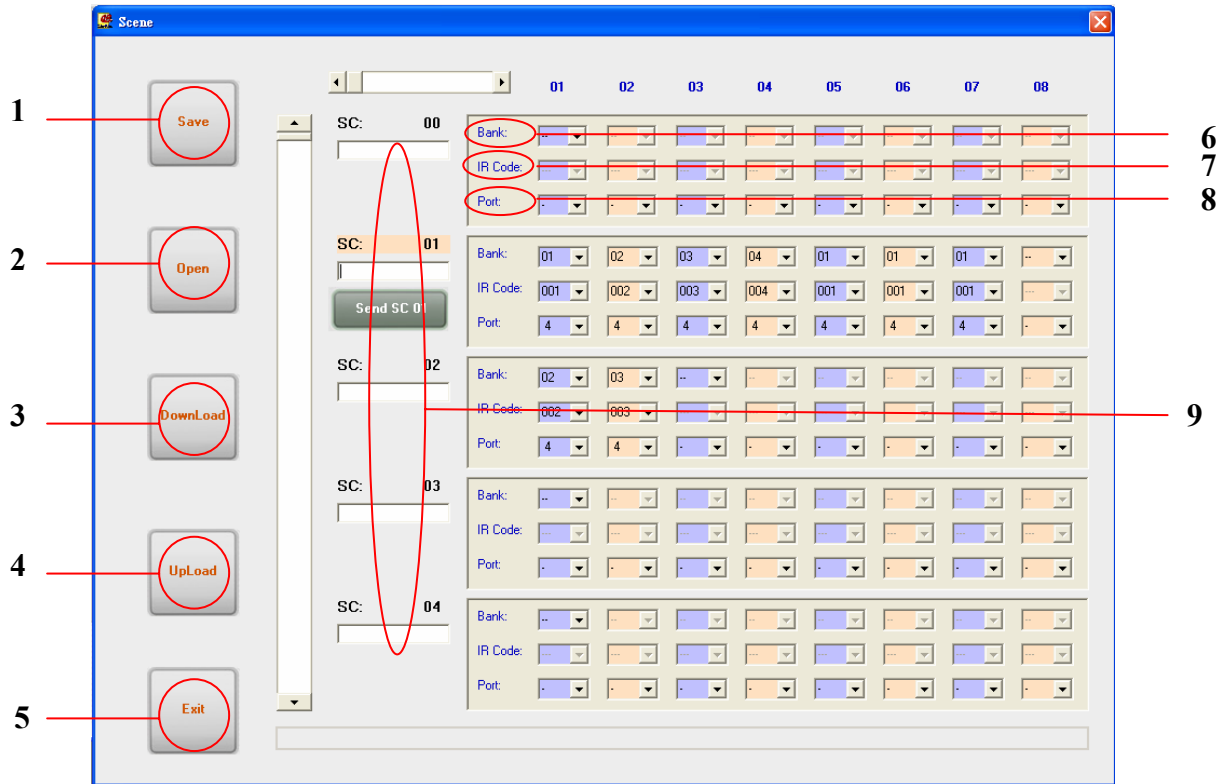 Scene
01 02 03 04 05 06 07 08
1
Save
2
Open
3
DownLoad
4
UpLoad
5
Exit
SC: 00
Bank: -- -- -- -- -- -- -- --
IR Code: --- --- --- --- --- --- --- ---
Port: - - - - - - - -
SC: 01
Send SC 01
Bank: 01 02 03 04 01 01 01 --
IR Code: 001 002 003 004 001 001 001 ---
Port: 4 4 4 4 4 4 4 -
SC: 02
Bank: 02 03 -- -- -- -- -- --
IR Code: 002 003 --- --- --- --- --- ---
Port: 4 4 - - - - - -
SC: 03
Bank: -- -- -- -- -- -- -- --
IR Code: --- --- --- --- --- --- --- ---
Port: - - - - - - - -
SC: 04
Bank: -- -- -- -- -- -- -- --
IR Code: --- --- --- --- --- --- --- ---
Port: - - - - - - - -
6
7
8
9